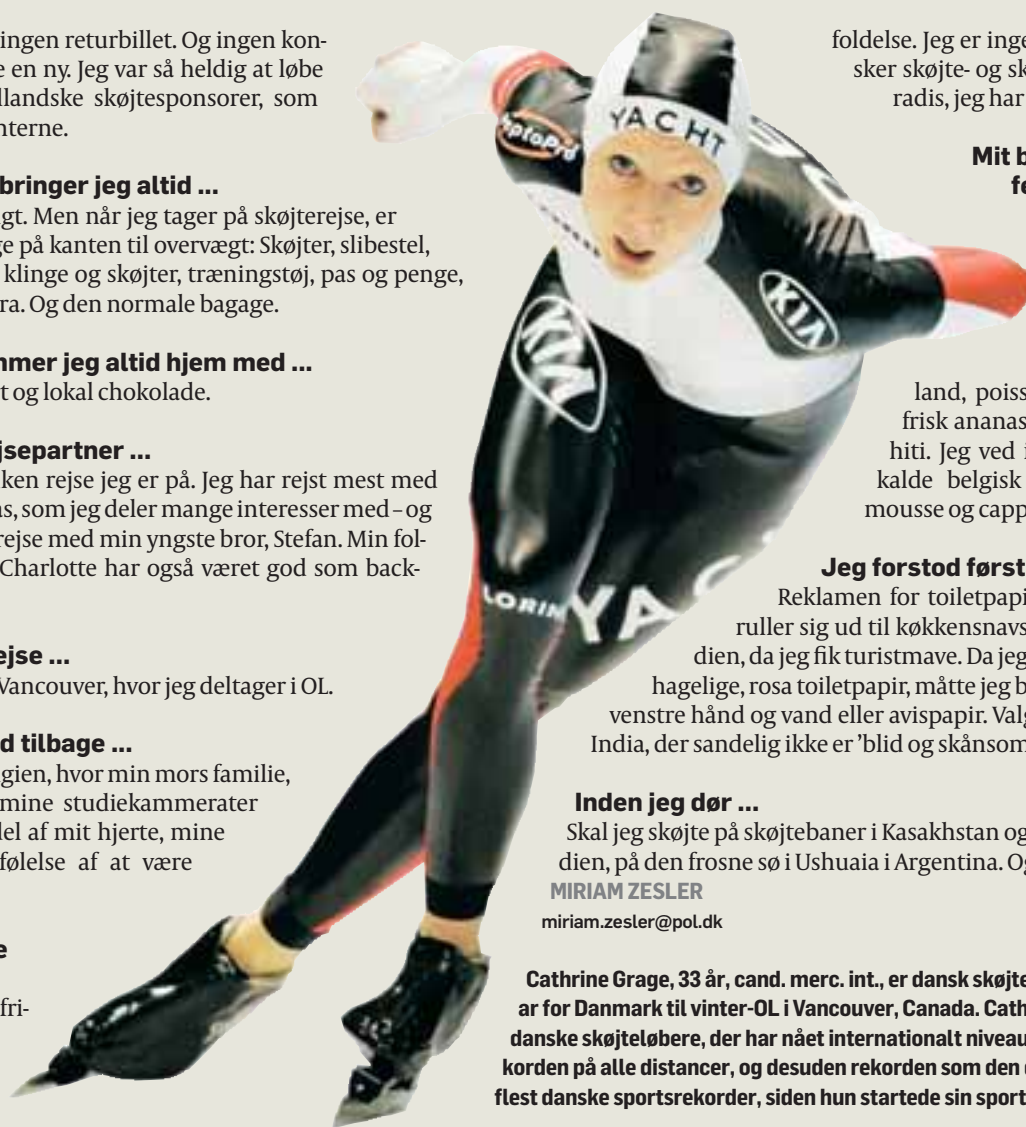 ingen returbillet. Og ingen kon-
e en ny. Jeg var så heldig at løbe
llandske skøjtesponsorer, som
nterne.
bringer jeg altid ...
gt. Men når jeg tager på skøjterejse, er
ge på kanten til overvægt: Skøjter, slibestel,
klinge og skøjter, træningstøj, pas og penge,
ra. Og den normale bagage.
mmer jeg altid hjem med ...
t og lokal chokolade.
jsepartner ...
ken rejse jeg er på. Jeg har rejst mest med
as, som jeg deler mange interesser med – og
rejse med min yngste bror, Stefan. Min fol-
Charlotte har også været god som back-
ejse ...
Vancouver, hvor jeg deltager i OL.
d tilbage ...
gien, hvor min mors familie,
mine studiekammerater
del af mit hjerte, mine
følelse af at være
e
fri-
YACHT
KIA
KIA
LORIN
YAC
foldelse. Jeg er inge
sker skøjte- og sk
radis, jeg har
Mit b
fe
land, poiss
frisk ananas
hiti. Jeg ved i
kalde belgisk
mousse og capp
Jeg forstod først
Reklamen for toiletpapi
ruller sig ud til køkkensnavs
dien, da jeg fik turistmave. Da jeg
hagelige, rosa toiletpapir, måtte jeg b
venstre hånd og vand eller avispapir. Valg
India, der sandelig ikke er ’blid og skånsom
Inden jeg dør ...
Skal jeg skøjte på skøjtebaner i Kasakhstan og
dien, på den frosne sø i Ushuaia i Argentina. Og
MIRIAM ZESLER
miriam.zesler@pol.dk
Cathrine Grage, 33 år, cand. merc. int., er dansk skøjte
ar for Danmark til vinter-OL i Vancouver, Canada. Cath
danske skøjteløbere, der har nået internationalt niveau
korden på alle distancer, og desuden rekorden som den
flest danske sportsrekorder, siden hun startede sin sport